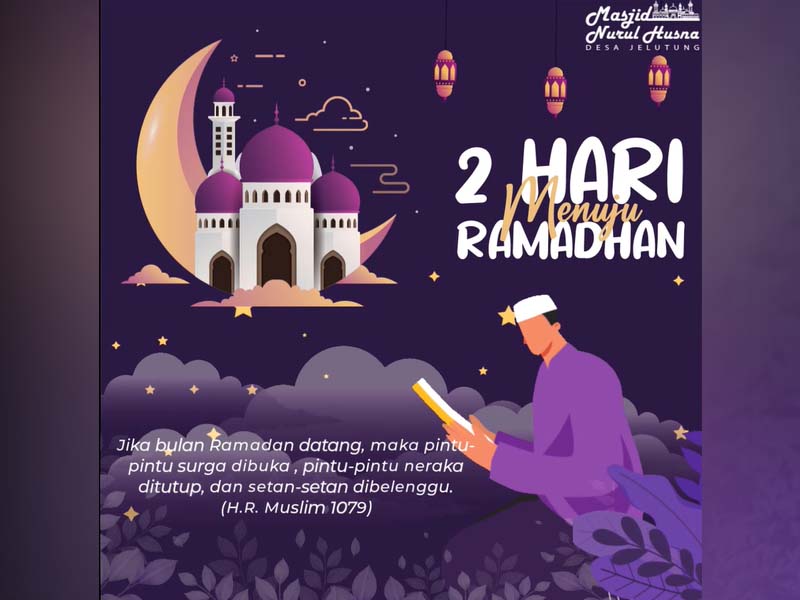 Masjid
Nurul Husna
DESA JELUTUNG
2 HARI
Menuju
RAMADHAN
Jika bulan Ramadan datang, maka pintu-
pintu surga dibuka , pintu-pintu neraka
ditutup, dan setan-setan dibelenggu.
(H.R. Muslim 1079)